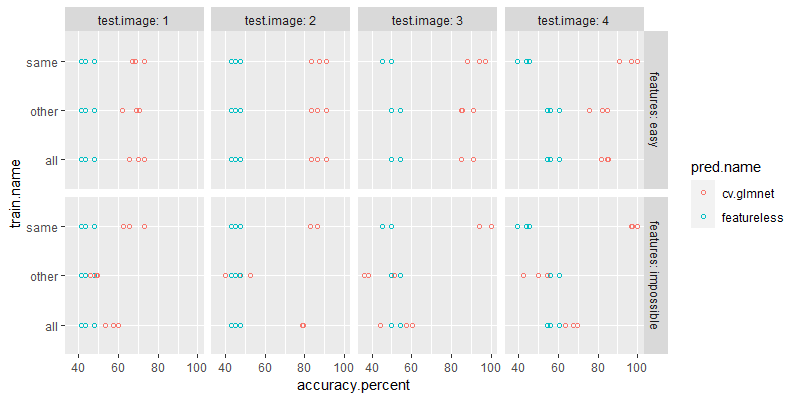 test.image: 1 test.image: 2 test.image: 3 test.image: 4
train.name
same
other
all
features: easy
same
other
all
features: impossible
40 60 80 100 40 60 80 100 40 60 80 100 40 60 80 100
accuracy.percent
pred.name
cv.glmnet
featureless